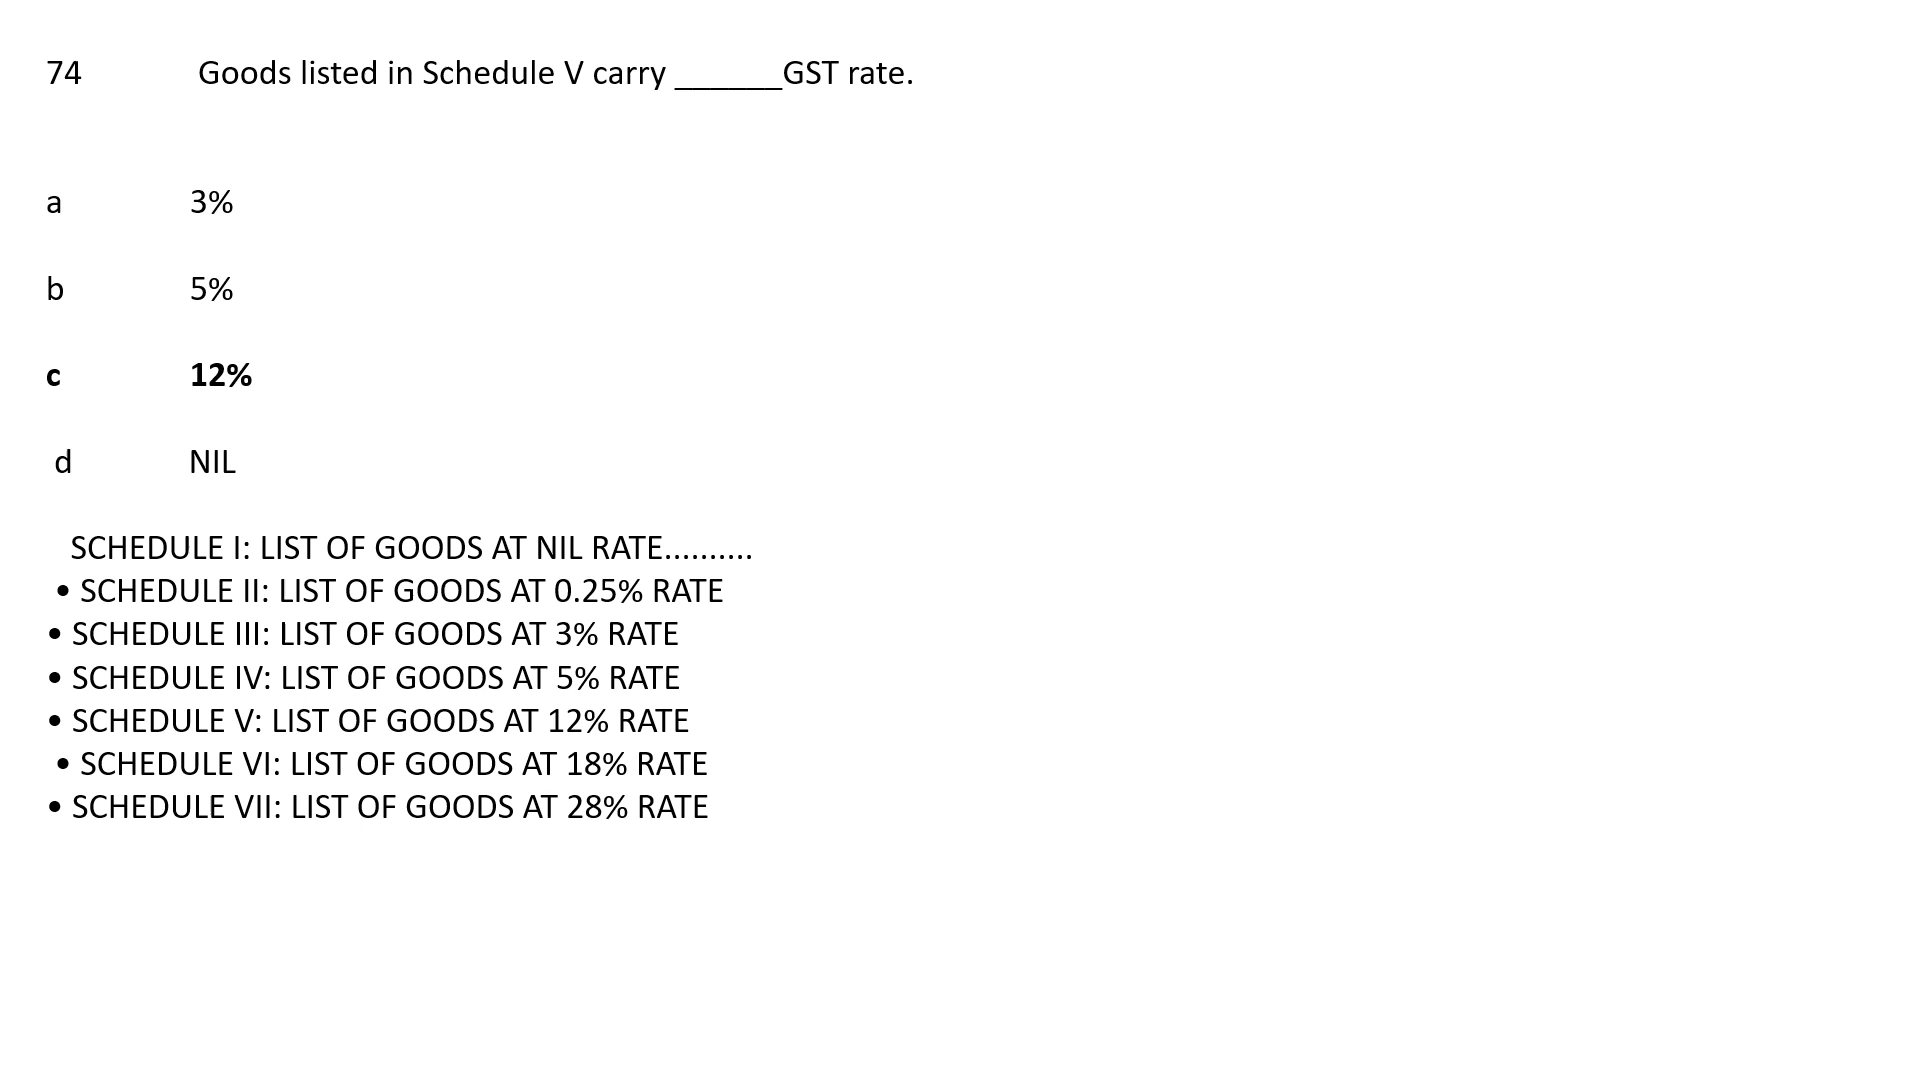 74 Goods listed in Schedule V carry ______GST rate.
a 3%
b 5%
c 12%
d NIL
SCHEDULE I: LIST OF GOODS AT NIL RATE..........
• SCHEDULE II: LIST OF GOODS AT 0.25% RATE
• SCHEDULE III: LIST OF GOODS AT 3% RATE
• SCHEDULE IV: LIST OF GOODS AT 5% RATE
• SCHEDULE V: LIST OF GOODS AT 12% RATE
• SCHEDULE VI: LIST OF GOODS AT 18% RATE
• SCHEDULE VII: LIST OF GOODS AT 28% RATE